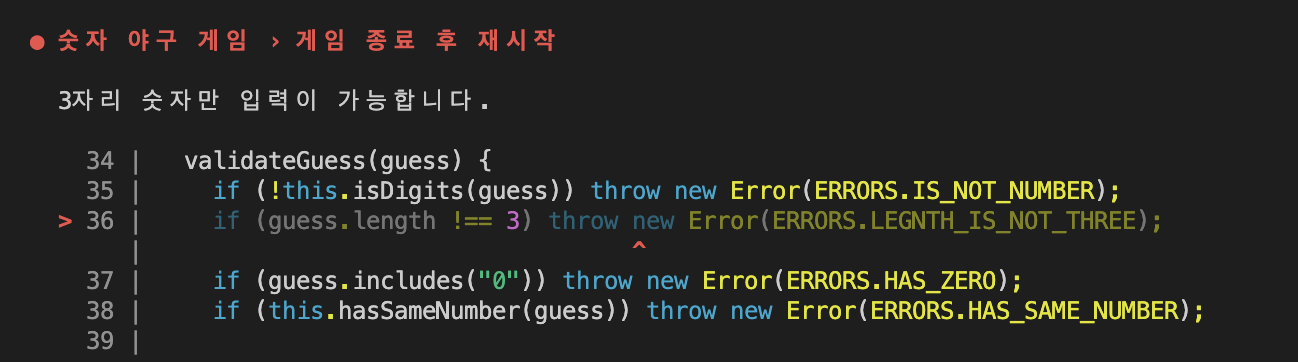 ● 숫자 야구 게임 › 게임 종료 후 재시작
3자리 숫자만 입력이 가능합니다.
34 |   validateGuess(guess) {
35 |     if (!this.isDigits(guess)) throw new Error(ERRORS.IS_NOT_NUMBER);
> 36 |     if (guess.length !== 3) throw new Error(ERRORS.LEGNTH_IS_NOT_THREE);
|                                   ^
37 |     if (guess.includes("0")) throw new Error(ERRORS.HAS_ZERO);
38 |     if (this.hasSameNumber(guess)) throw new Error(ERRORS.HAS_SAME_NUMBER);
39 |